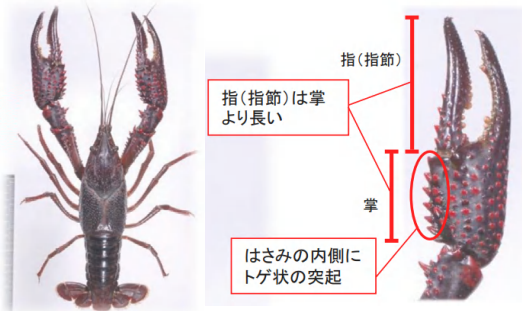 指(指節)
指(指節)は掌
より長い
掌
はさみの内側に
トゲ状の突起